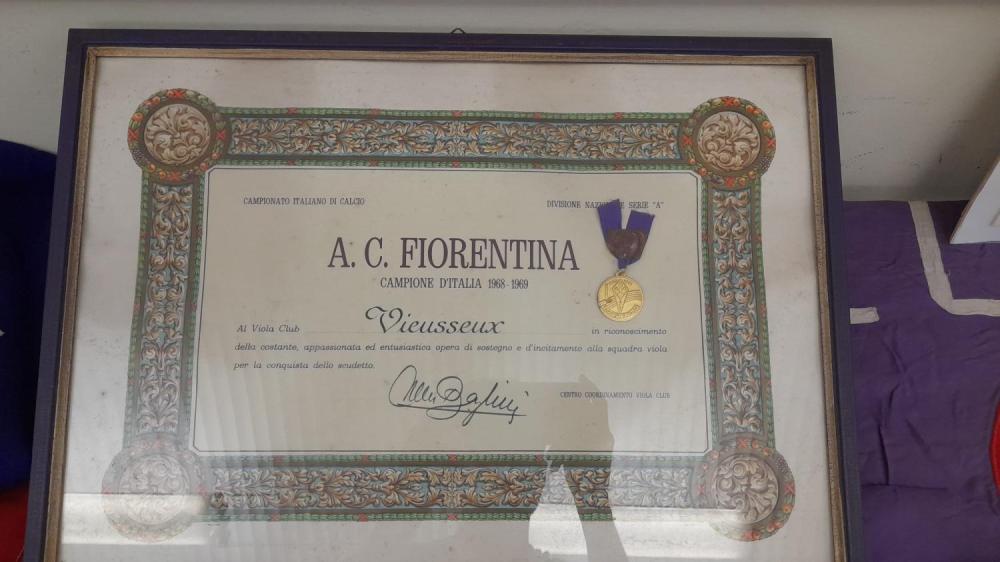 CAMPIONATO ITALIANO DI CALCIO
DIVISIONE SERIE "A"
A. C. FIORENTINA
CAMPIONE D'ITALIA 1968-1969
Al Viola Club Vieusseux in riconoscimento
della costante, appassionata ed entusiastica opera di sostegno e d'incitamento alla squadra viola
per la conquista dello scudetto.
CENTRO COORDINAMENTO VIOLA CLUB